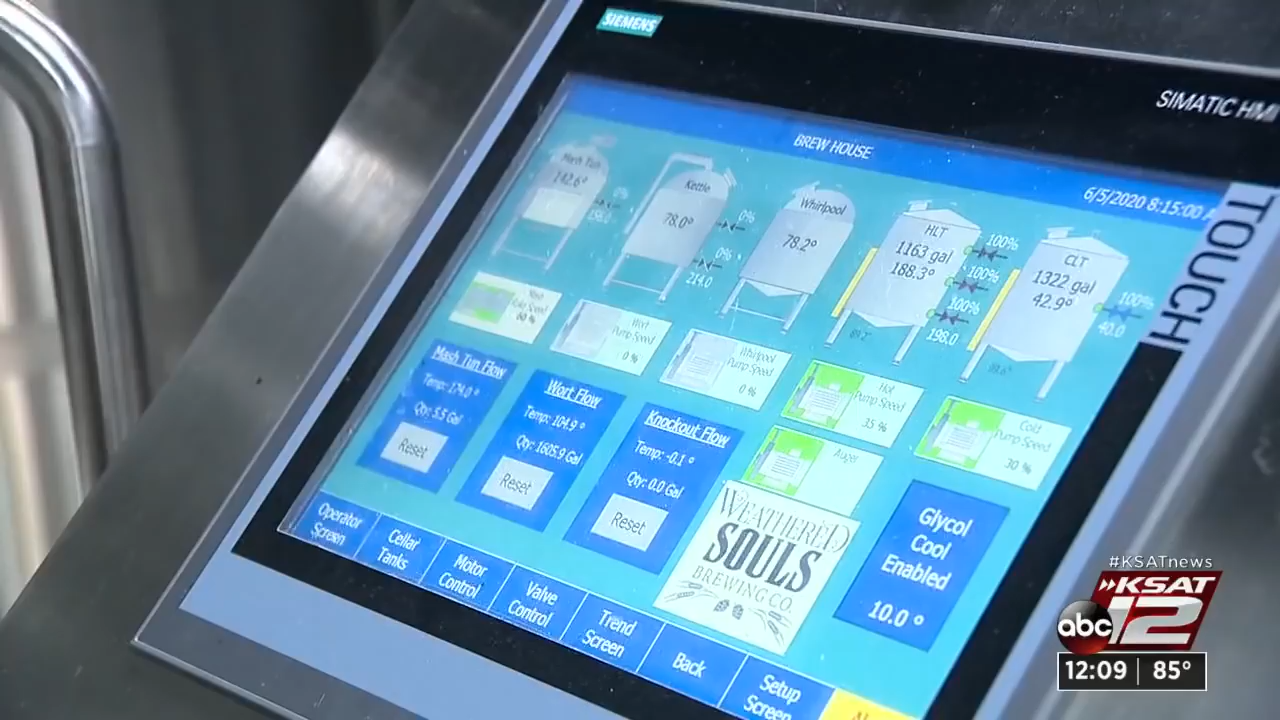 SIEMENS
SIMATIC HMI
TOUCH
BREW HOUSE
6/5/2020 8:15:00
Mash Tun
142.6°
0%
Kettle
78.0°
0%
0%
214.0
Whirlpool
78.2°
HLT
1163 gal
188.3°
100%
100%
100%
198.0
CLT
1322 gal
42.9°
100%
40.0
60 %
Wort
Pump Speed
0 %
Whirlpool
Pump Speed
0 %
Hot
Pump Speed
35 %
Cold
Pump Speed
30 %
Auger
Mash Tun Flow
Temp: 174.0 °
Qty: 5.5 Gal
Reset
Wort Flow
Temp: 104.9 °
Qty: 1605.9 Gal
Reset
Knockout Flow
Temp: -0.1 °
Qty: 0.0 Gal
Reset
WEATHERED
SOULS
BREWING CO.
Glycol
Cool
Enabled
10.0 °
Operator
Screen
Cellar
Tanks
Motor
Control
Valve
Control
Trend
Screen
Back
Setup
Screen
#KSATnews
KSAT
abc 12
12:09 85°